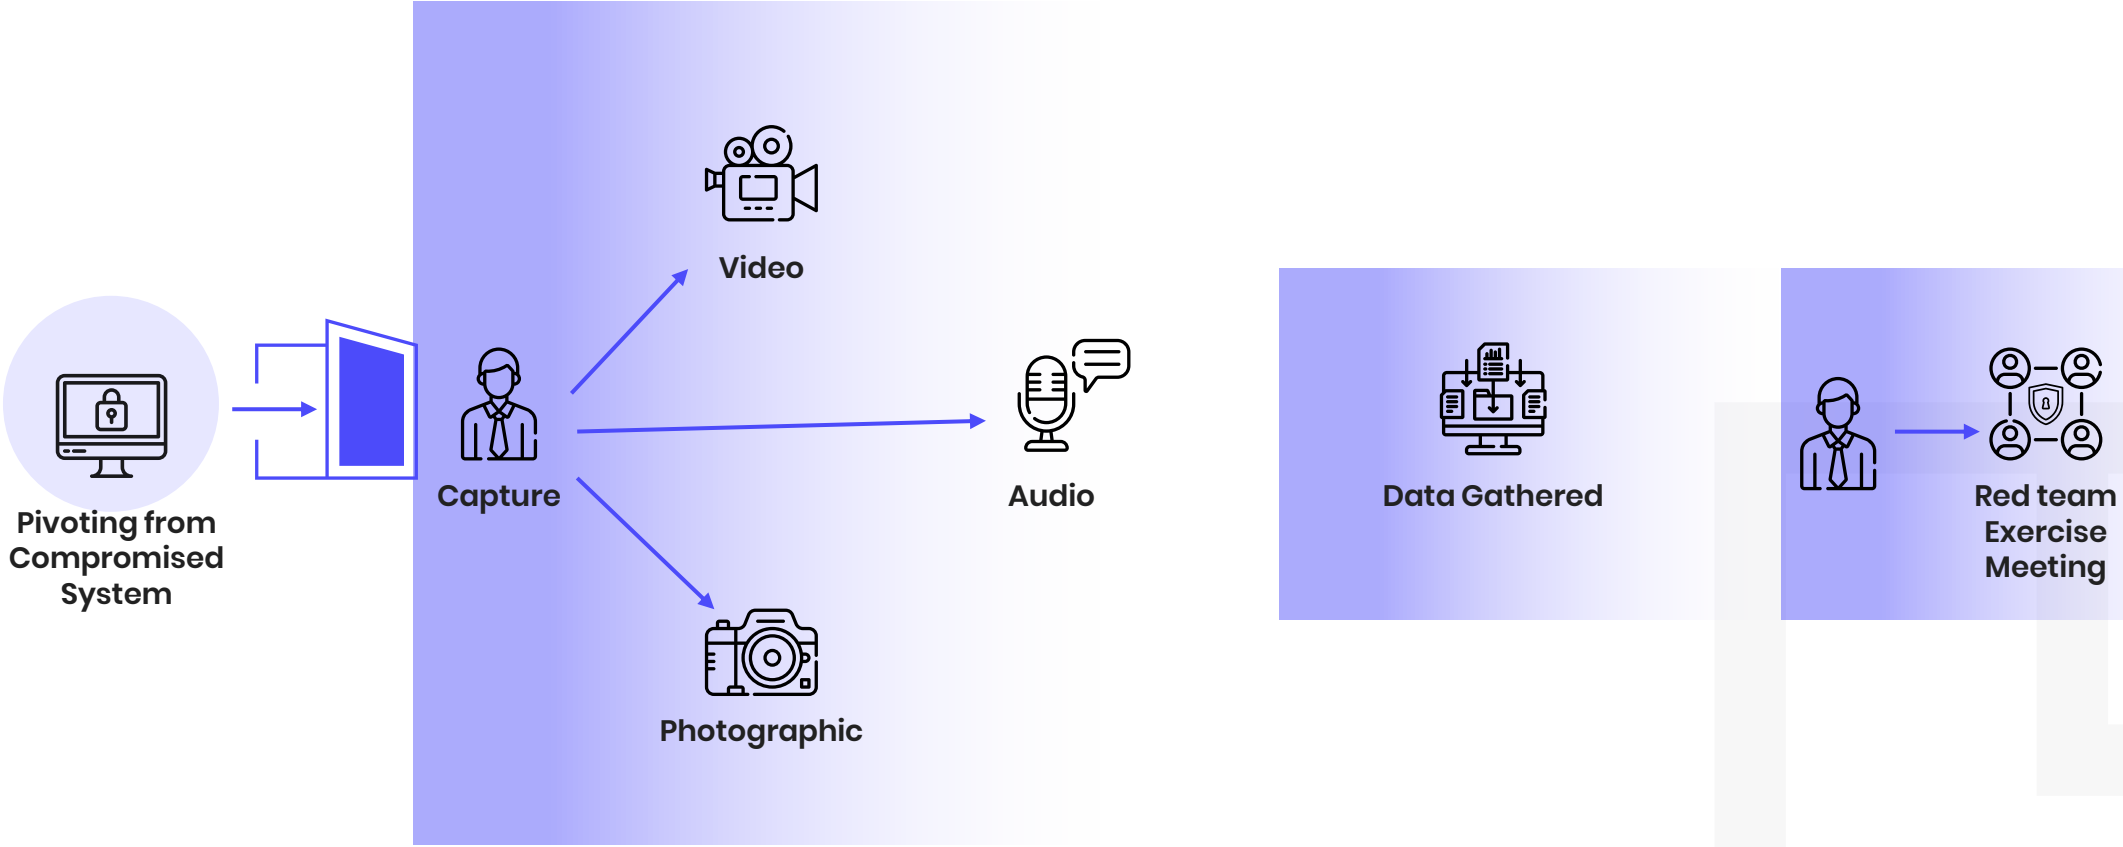 Pivoting from
Compromised
System
Capture
Video
Audio
Photographic
Data Gathered
Red team
Exercise
Meeting